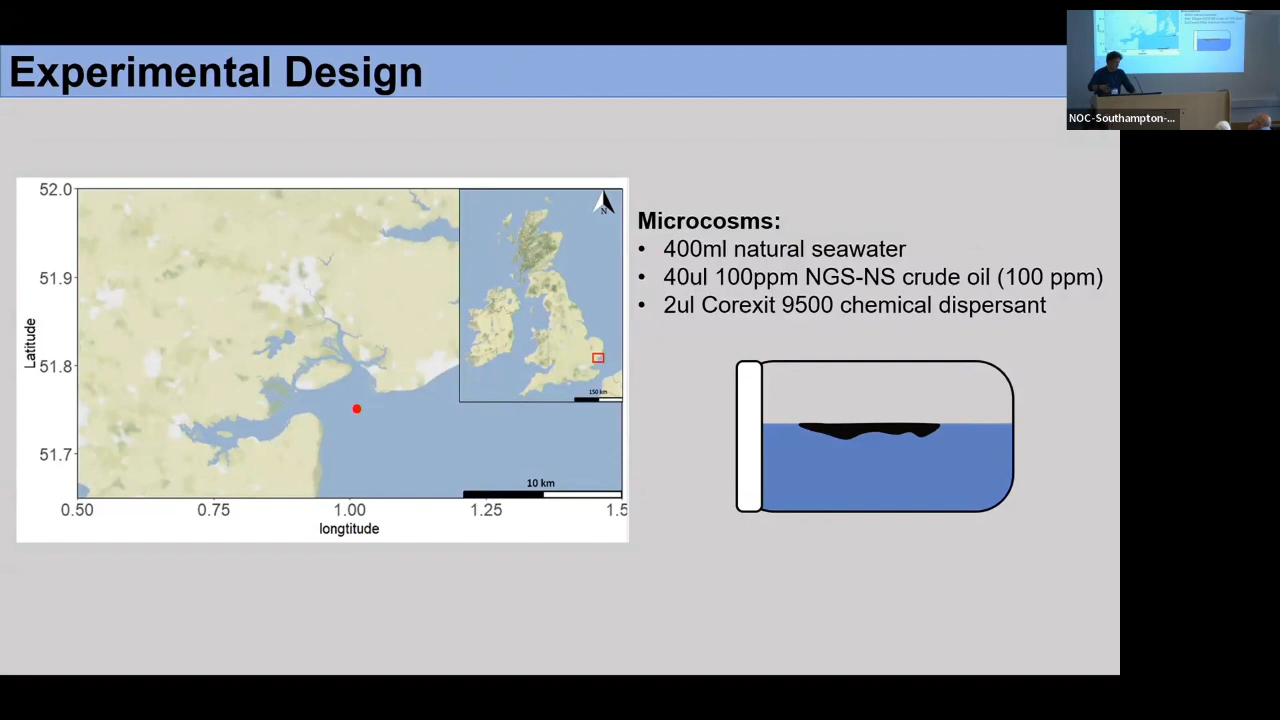 Experimental Design
NOC-Southampton-...
52.0
51.9
51.8
51.7
Latitude
0.50
0.75
1.00
1.25
1.5
longtitude
10 km
N
150 km
Microcosms:
• 400ml natural seawater
• 40ul 100ppm NGS-NS crude oil (100 ppm)
• 2ul Corexit 9500 chemical dispersant